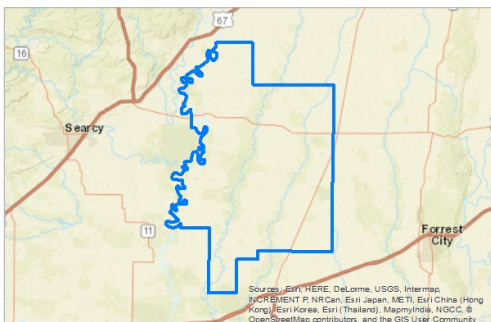 67
16
Searcy
11
Forrest
City
Sources: Esri, HERE, DeLorme, USGS, Intermap,
INCREMENT P, NRCan, Esri Japan, METI, Esri China (Hong
Kong), Esri Korea, Esri (Thailand), MapmyIndia, NGCC, ©
OpenStreetMap contributors, and the GIS User Community